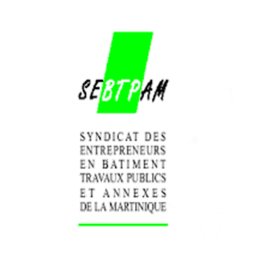 SEBTPAM
SYNDICAT DES
ENTREPRENEURS
EN BATIMENT
TRAVAUX PUBLICS
ET ANNEXES
DE LA MARTINIQUE